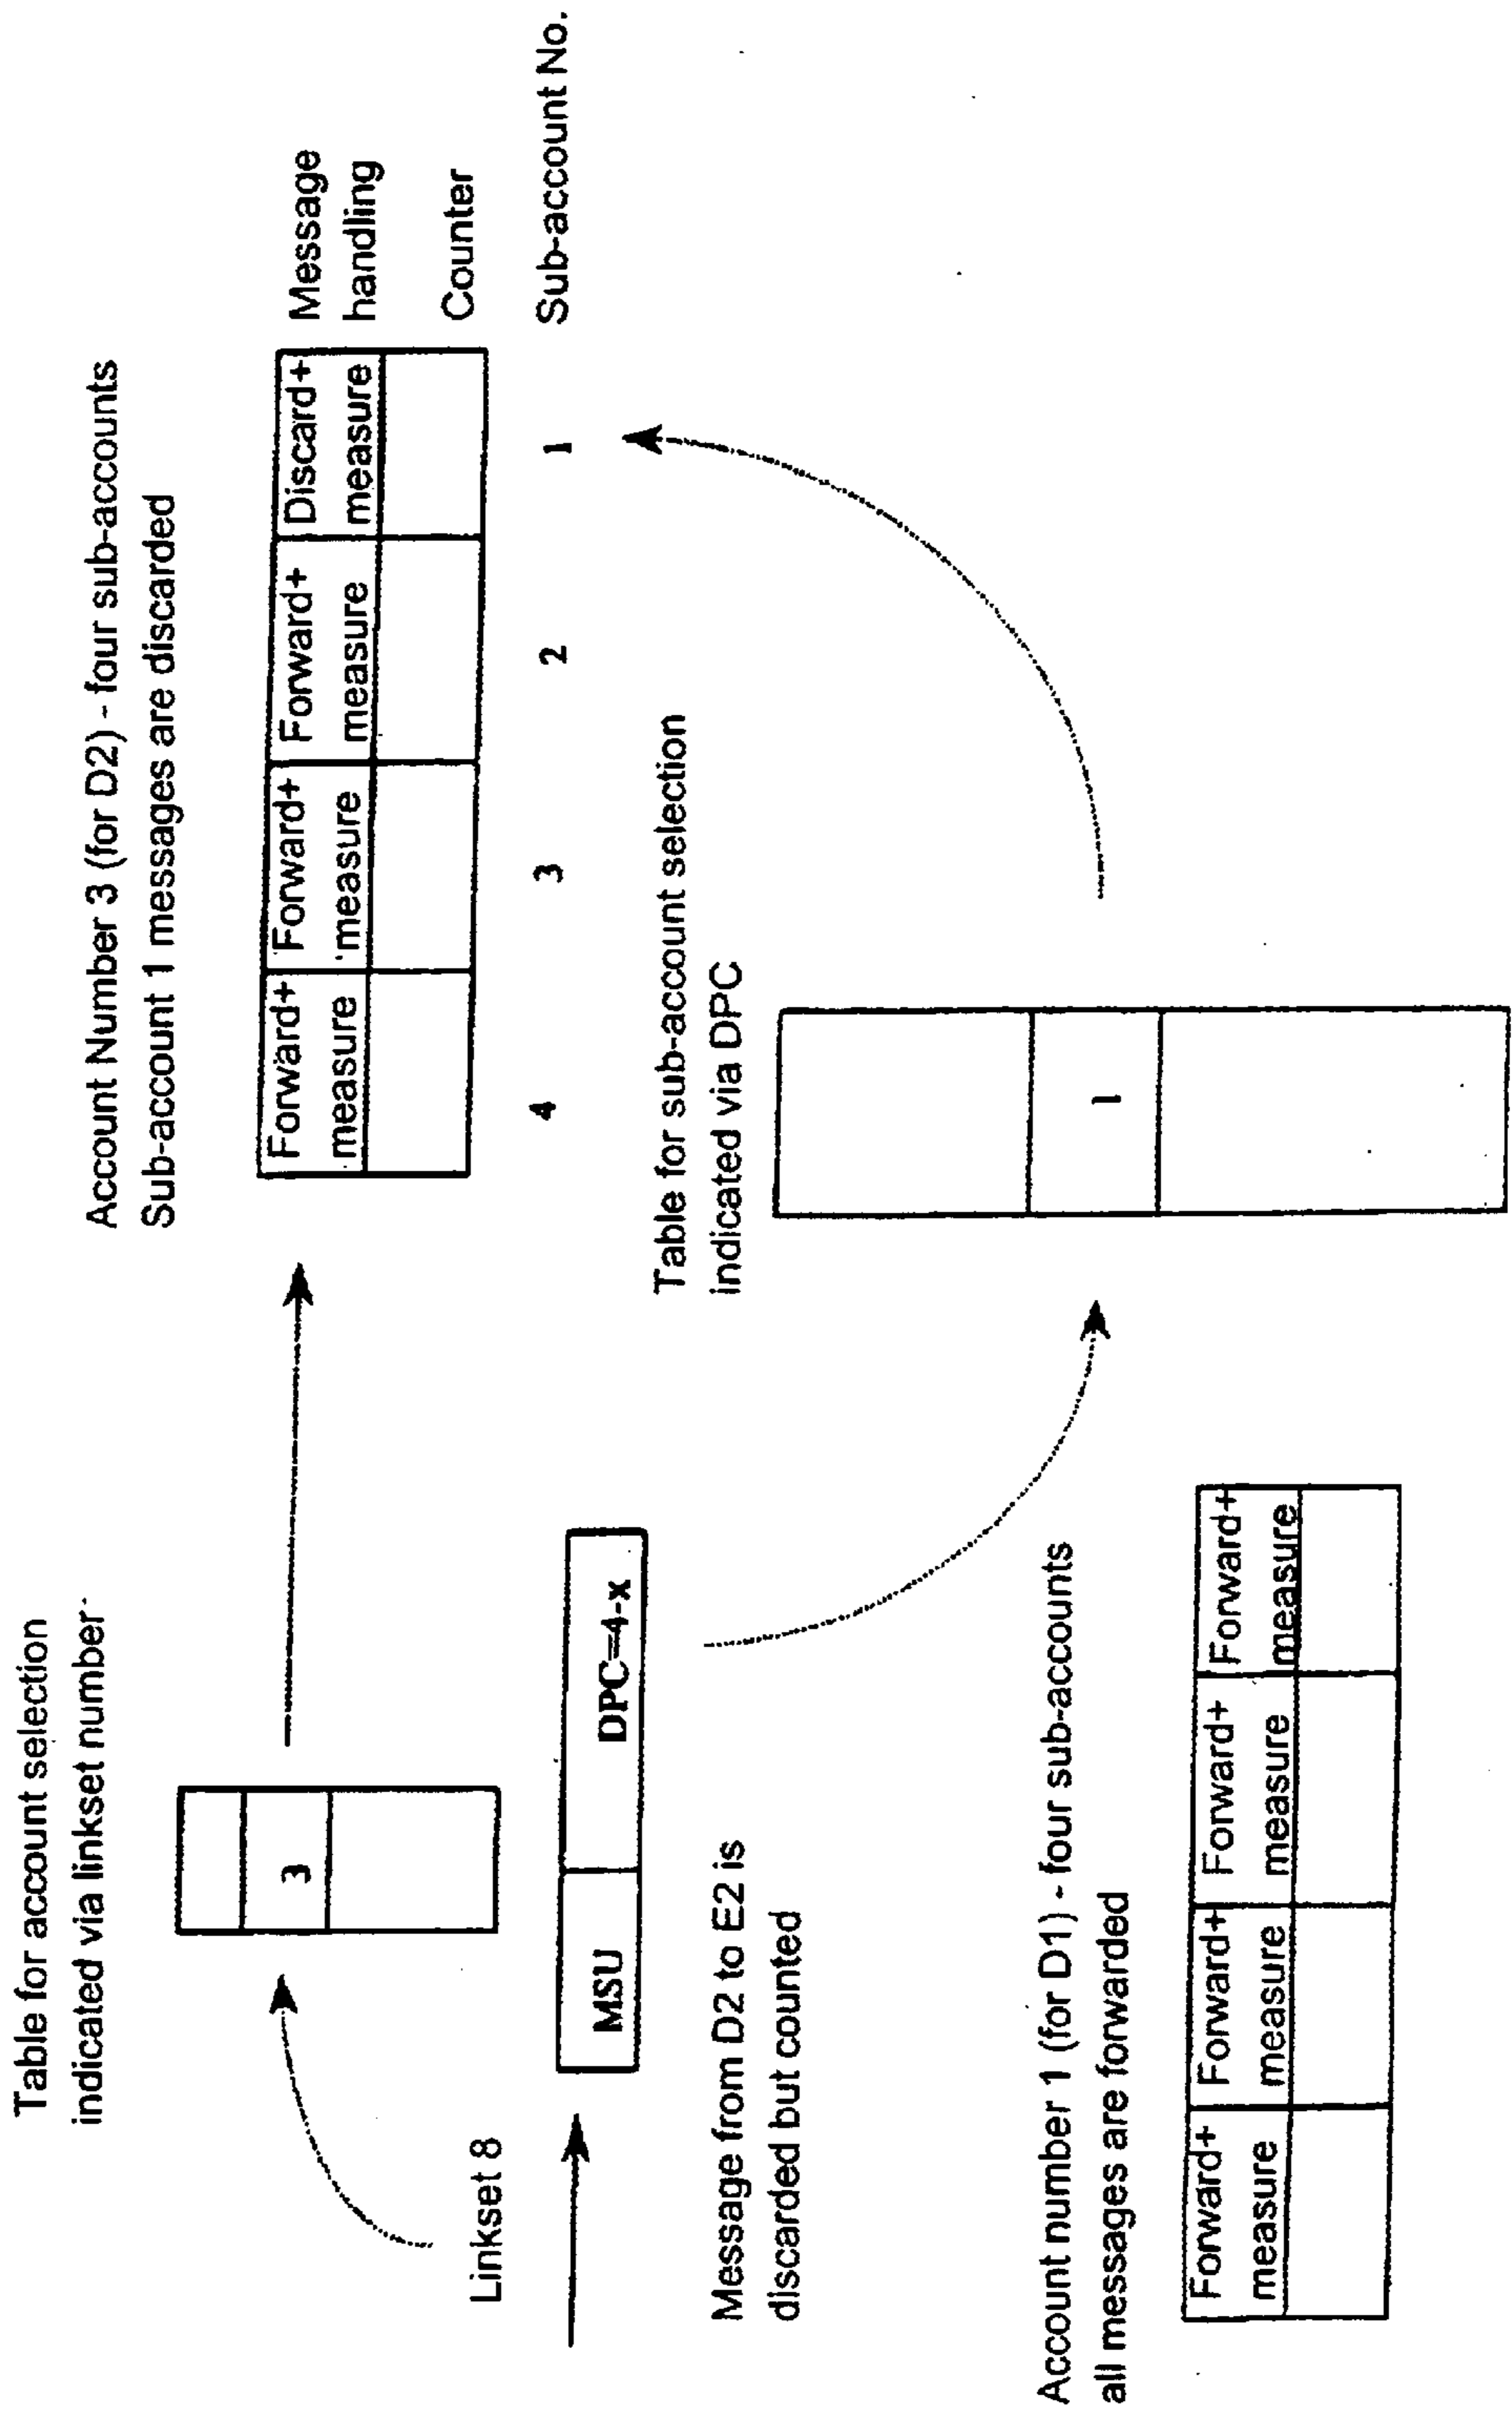 Table for account selection
indicated via linkset number
3
Linkset 8
MSU DPC=4-x
Message from D2 to E2 is
discarded but counted
Account Number 3 (for D2) - four sub-accounts
Sub-account 1 messages are discarded
Forward+ Forward+ Forward+ Discard+
measure measure measure measure
Message
handling
Counter
4 3 2 1 Sub-account No.
Table for sub-account selection
indicated via DPC
1
Account number 1 (for D1) - four sub-accounts
all messages are forwarded
Forward+ Forward+ Forward+ Forward+
measure measure measure measure